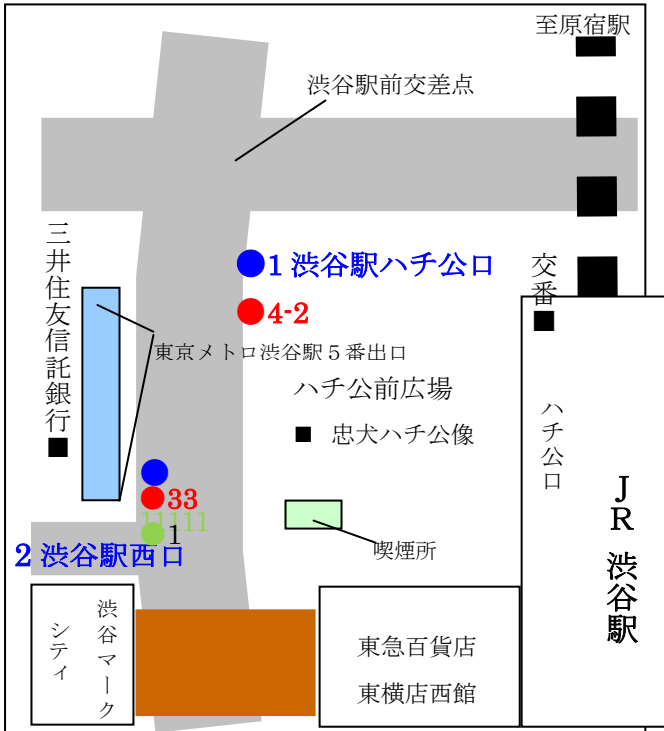 至原宿駅
渋谷駅前交差点
三井住友信託銀行■
1 渋谷駅ハチ公口
交番■
4-2
東京メトロ渋谷駅５番出口
ハチ公前広場
■ 忠犬ハチ公像
ハチ公口
JR 渋谷駅
33
11111
1
2 渋谷駅西口
喫煙所
渋谷マーク
シティ
東急百貨店
東横店西館